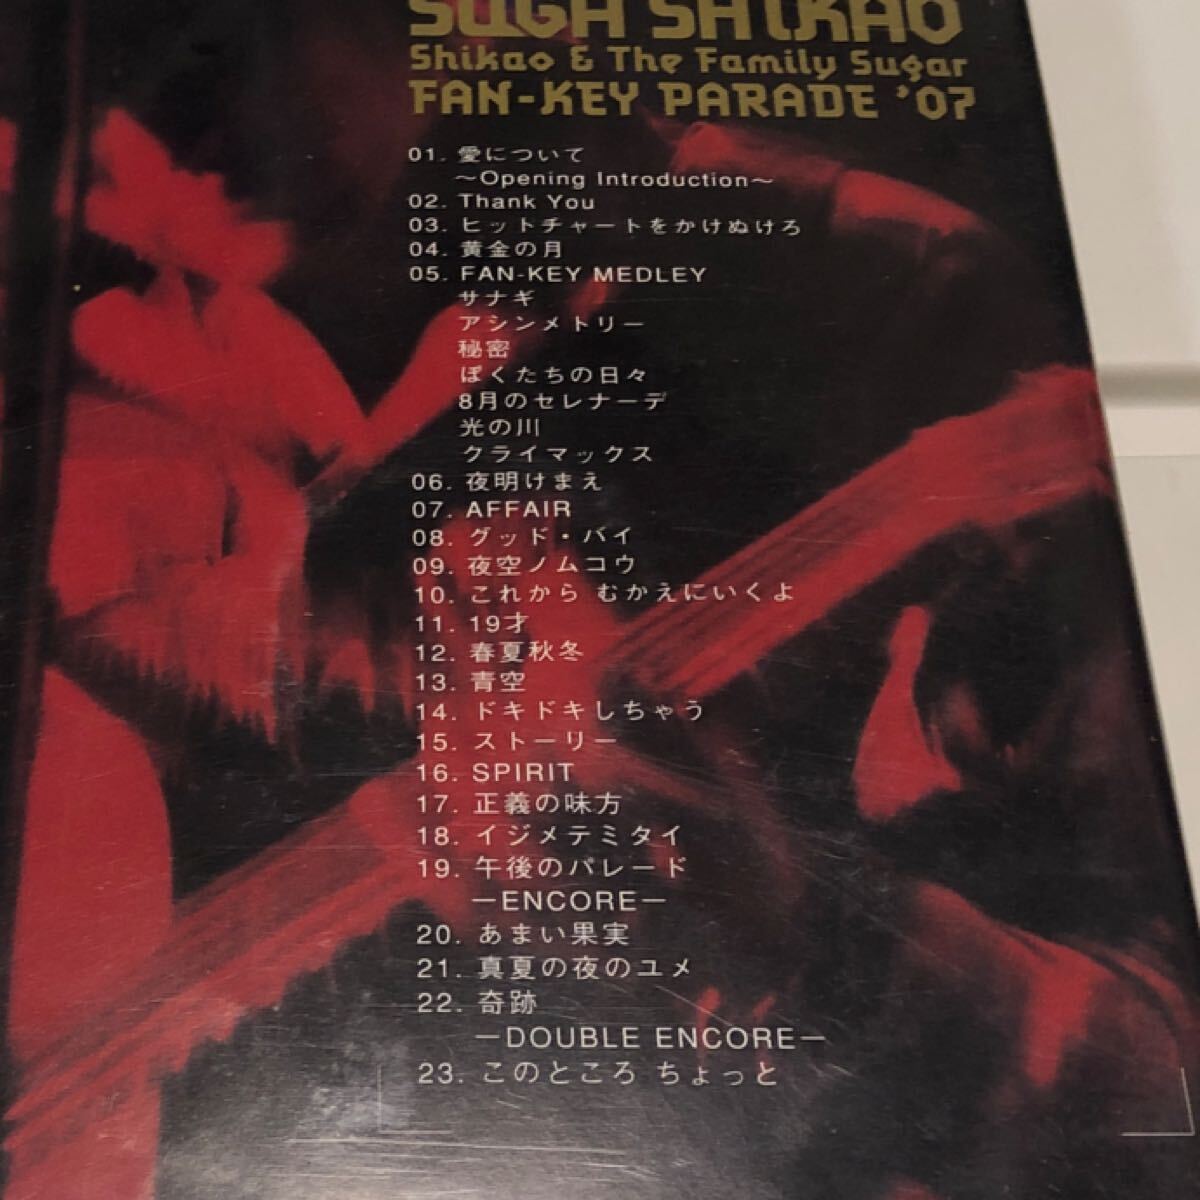 SUGA SHIKAO
Shikao & The Family Sugar
FAN-KEY PARADE '07
01. 愛について
～Opening Introduction～
02. Thank You
03. ヒットチャートをかけぬけろ
04. 黄金の月
05. FAN-KEY MEDLEY
サナギ
アシンメトリー
秘密
ぼくたちの日々
8月のセレナーデ
光の川
クライマックス
06. 夜明けまえ
07. AFFAIR
08. グッド・バイ
09. 夜空ノムコウ
10. これから むかえにいくよ
11. 19才
12. 春夏秋冬
13. 青空
14. ドキドキしちゃう
15. ストーリー
16. SPIRIT
17. 正義の味方
18. イジメテミタイ
19. 午後のパレード
－ENCORE－
20. あまい果実
21. 真夏の夜のユメ
22. 奇跡
－DOUBLE ENCORE－
23. このところ ちょっと